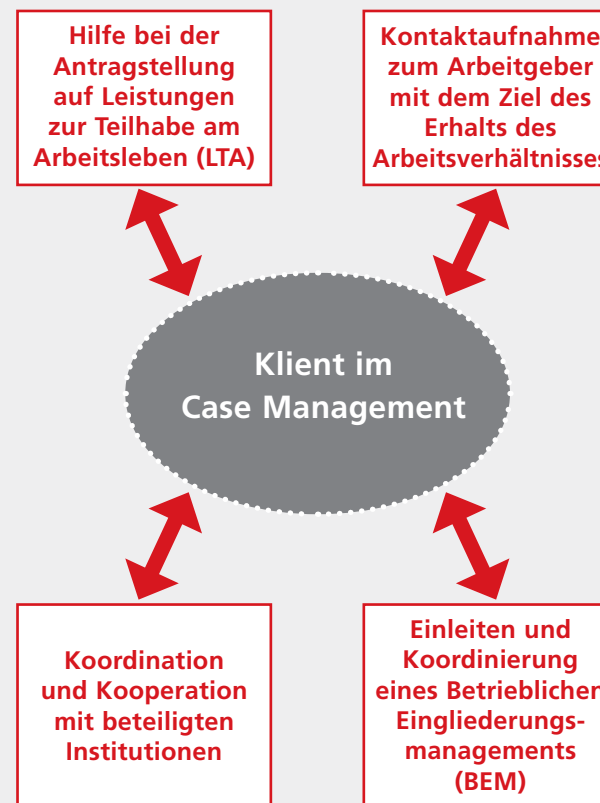 Hilfe bei der
Antragstellung
auf Leistungen
zur Teilhabe am
Arbeitsleben (LTA)
Kontaktaufnahme
zum Arbeitgeber
mit dem Ziel des
Erhalts des
Arbeitsverhältnisses
Klient im
Case Management
Koordination
und Kooperation
mit beteiligten
Institutionen
Einleiten und
Koordinierung
eines Betrieblichen
Eingliederungs-
managements
(BEM)